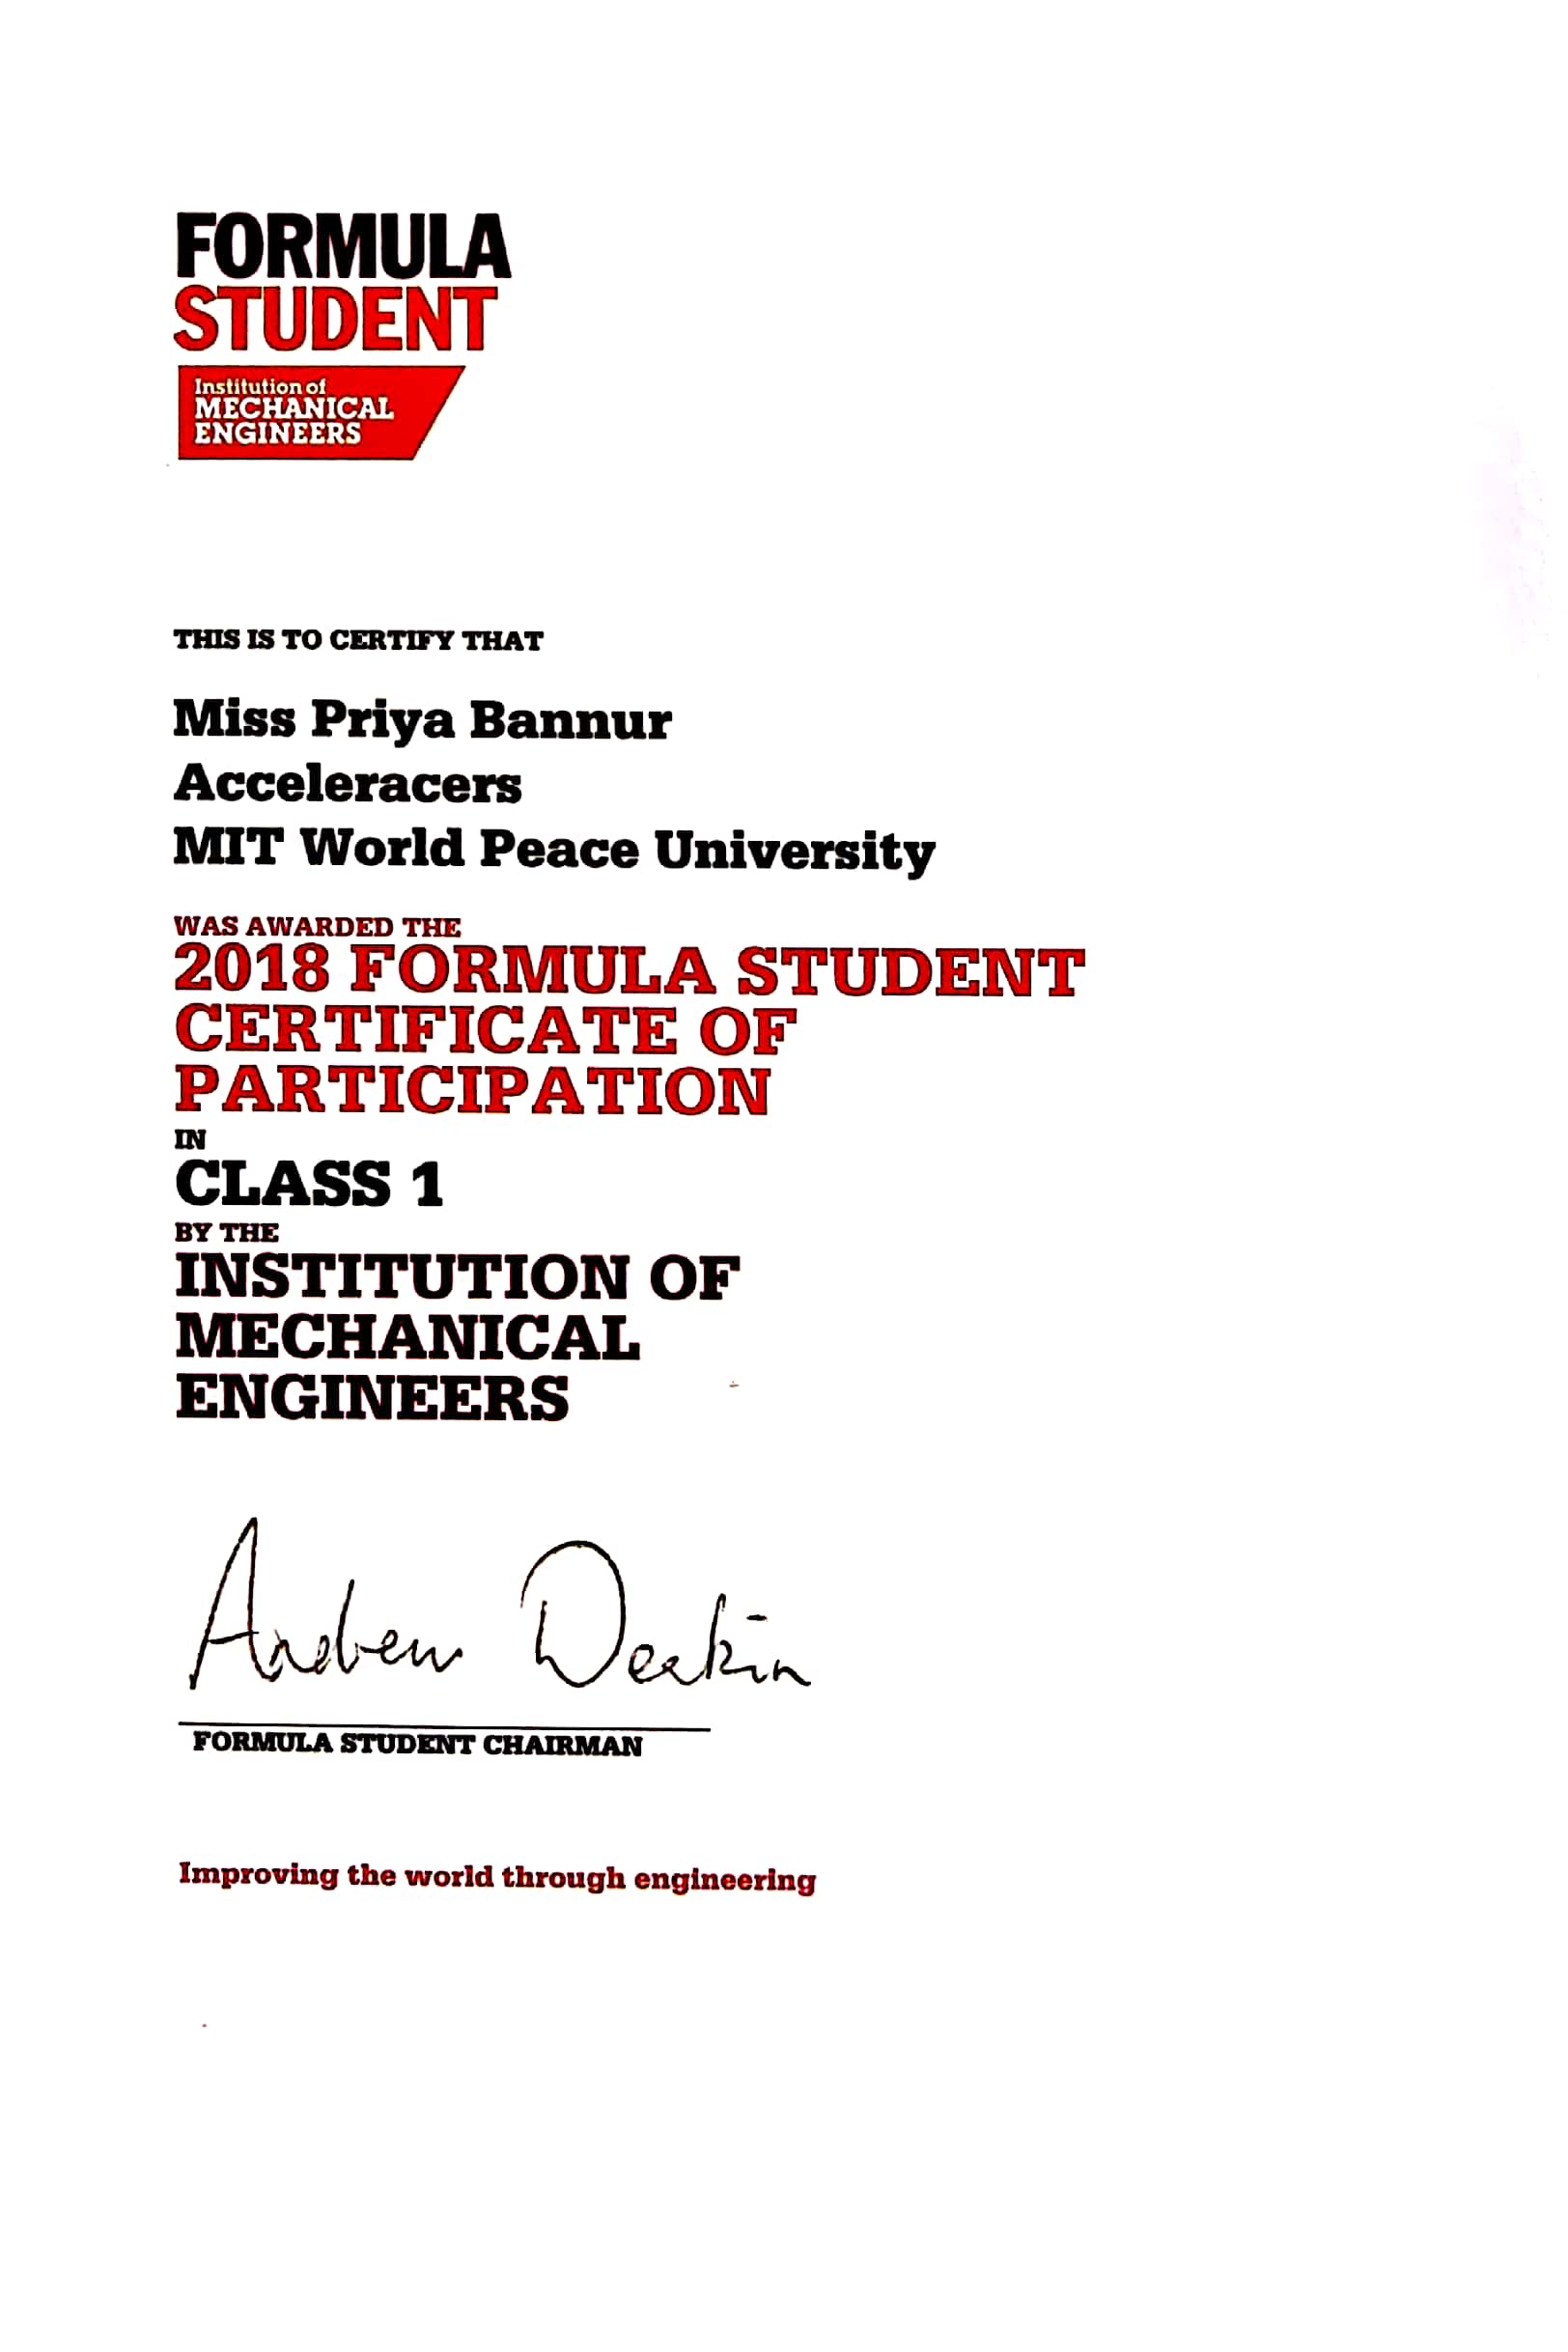 FORMULA
STUDENT
Institution of
MECHANICAL
ENGINEERS
THIS IS TO CERTIFY THAT
Miss Priya Bannur
Acceleracers
MIT World Peace University
WAS AWARDED THE
2018 FORMULA STUDENT
CERTIFICATE OF
PARTICIPATION
IN
CLASS 1
BY THE
INSTITUTION OF
MECHANICAL
ENGINEERS
Andrew Deakin
FORMULA STUDENT CHAIRMAN
Improving the world through engineering